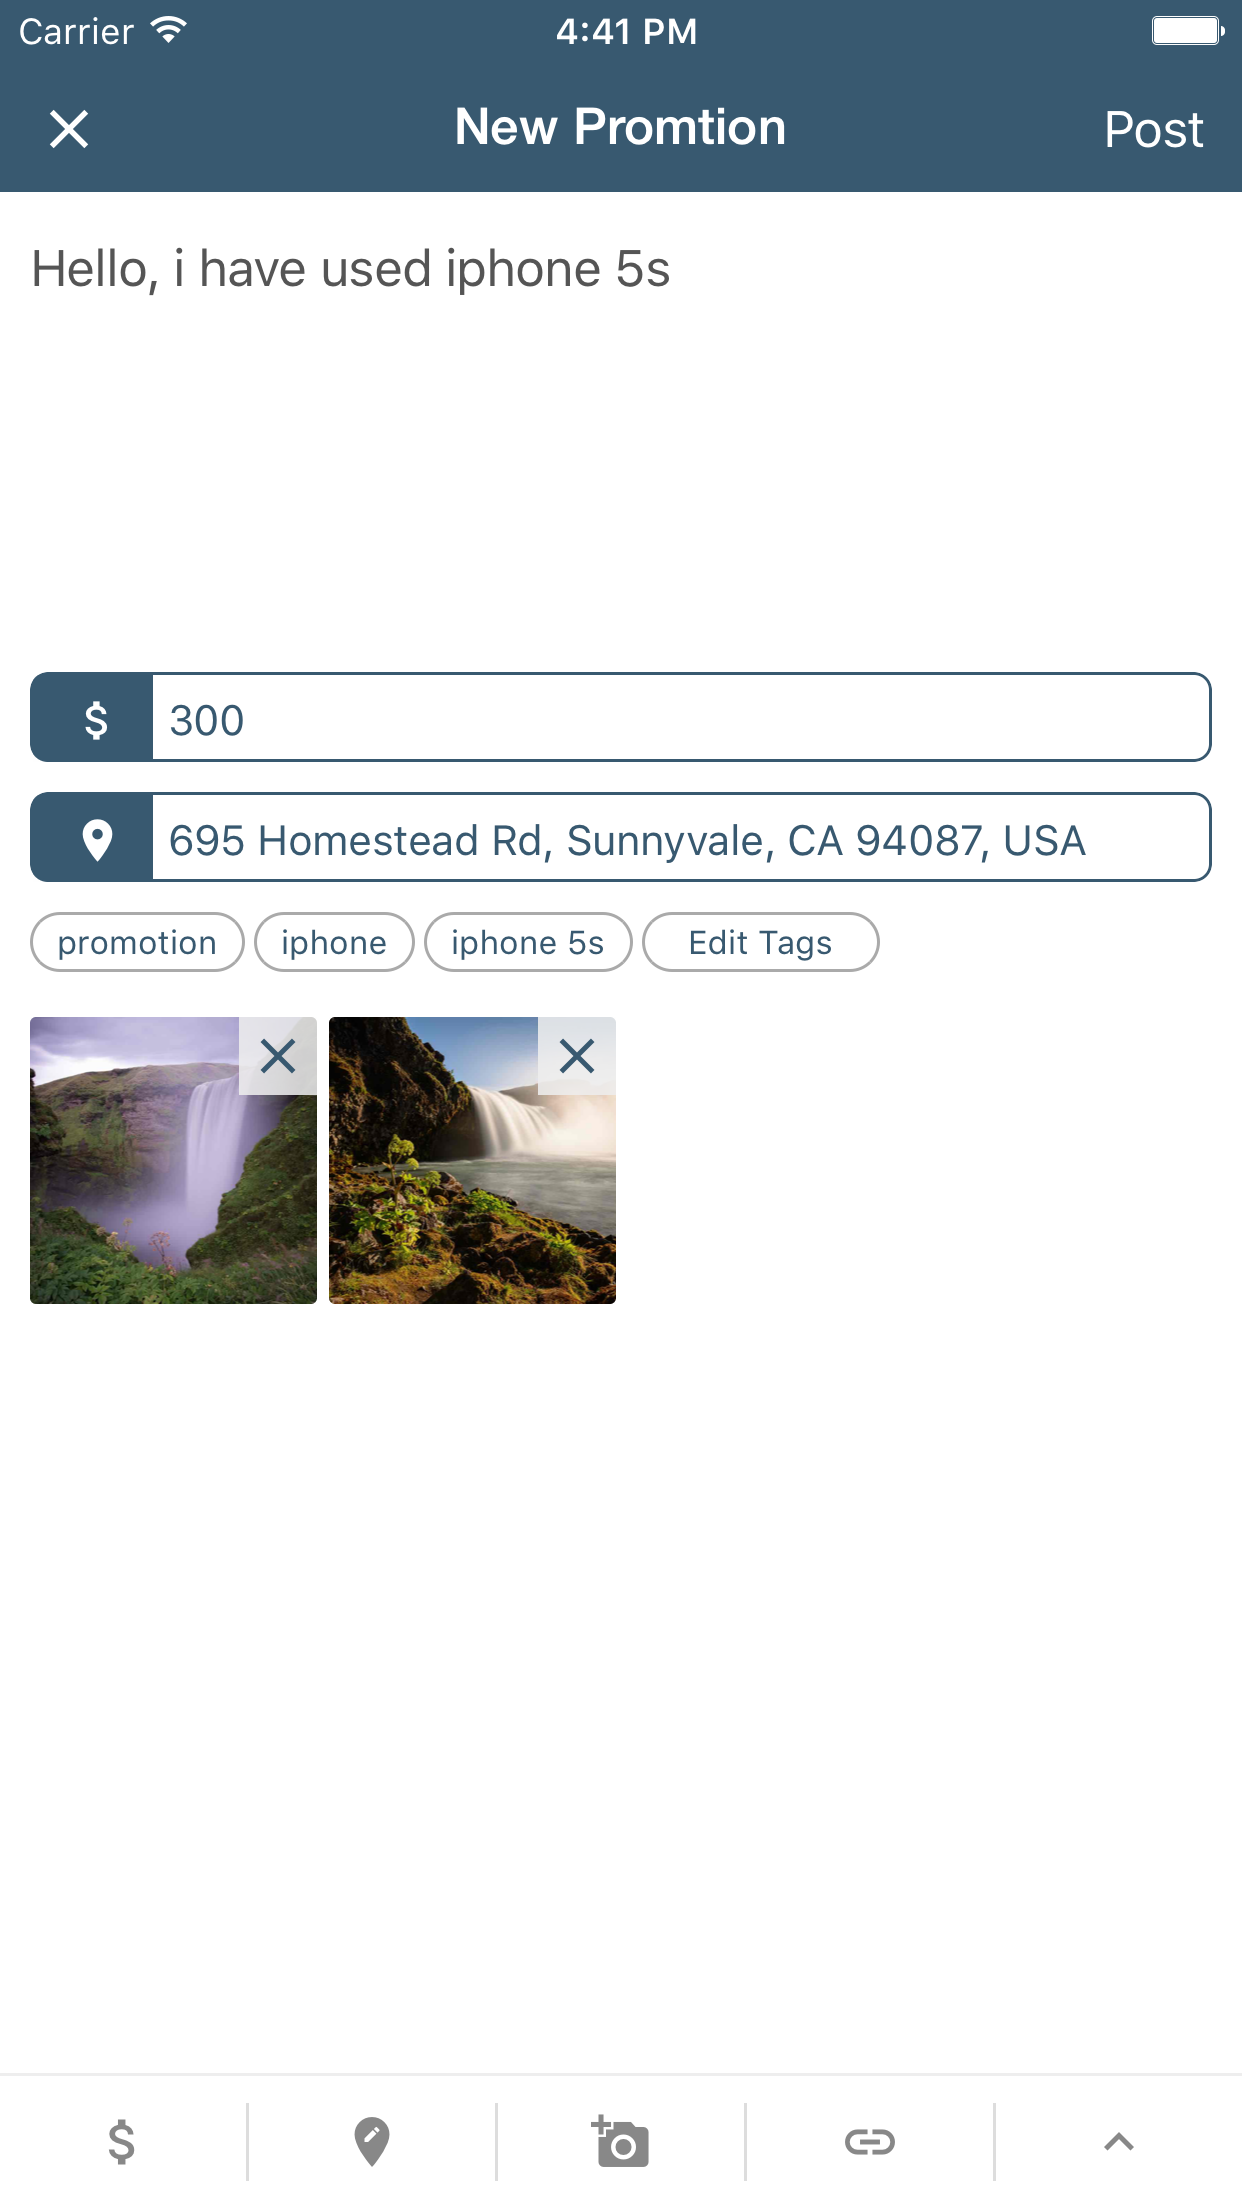 Carrier 4:41 PM
New Promtion Post
Hello, i have used iphone 5s
$ 300
695 Homestead Rd, Sunnyvale, CA 94087, USA
promotion iphone iphone 5s Edit Tags
$